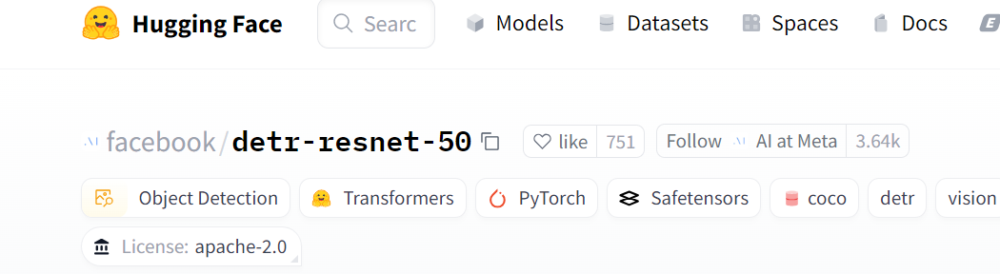 Hugging Face Searc Models Datasets Spaces Docs E
facebook/detr-resnet-50 like 751 Follow AI at Meta 3.64k
Object Detection Transformers PyTorch Safetensors coco detr vision
License: apache-2.0